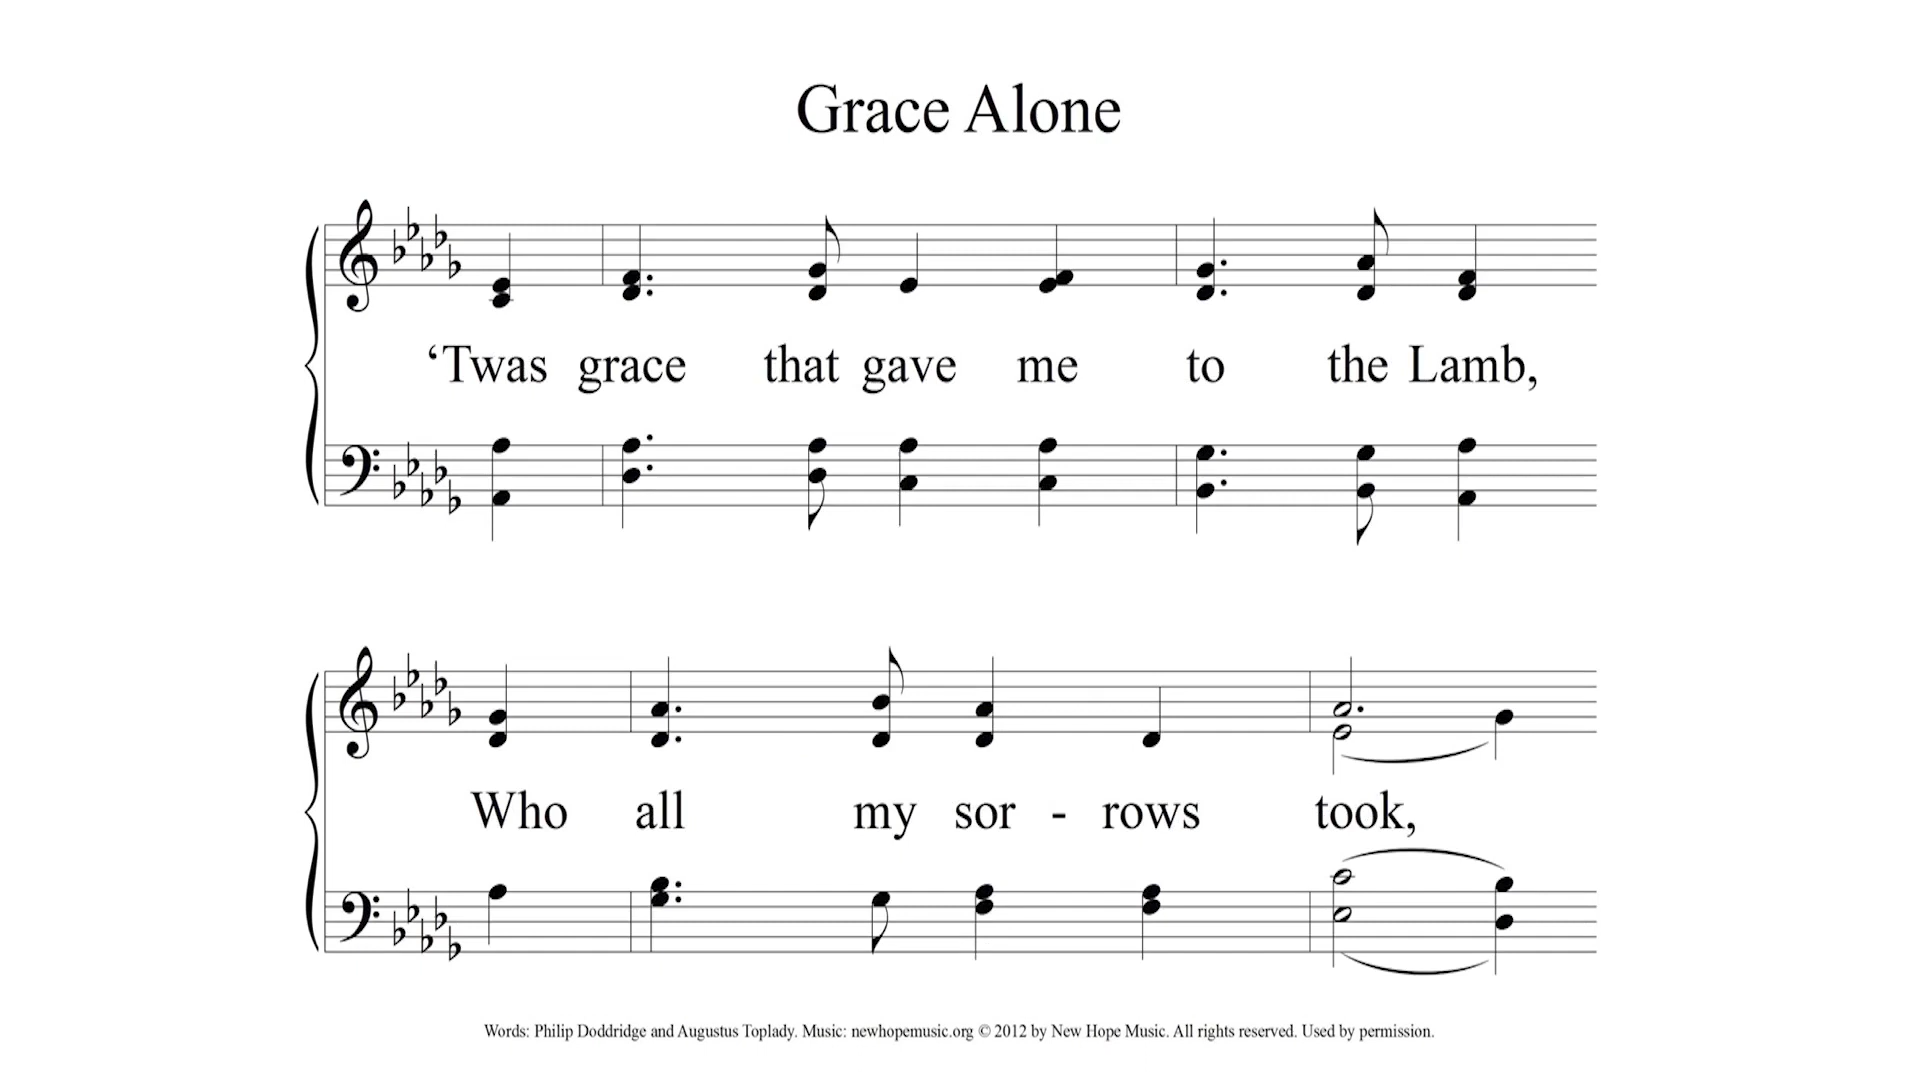 Grace Alone
‘Twas grace that gave me to the Lamb,
Who all my sor - rows took,
Words: Philip Doddridge and Augustus Toplady. Music: newhopemusic.org © 2012 by New Hope Music. All rights reserved. Used by permission.